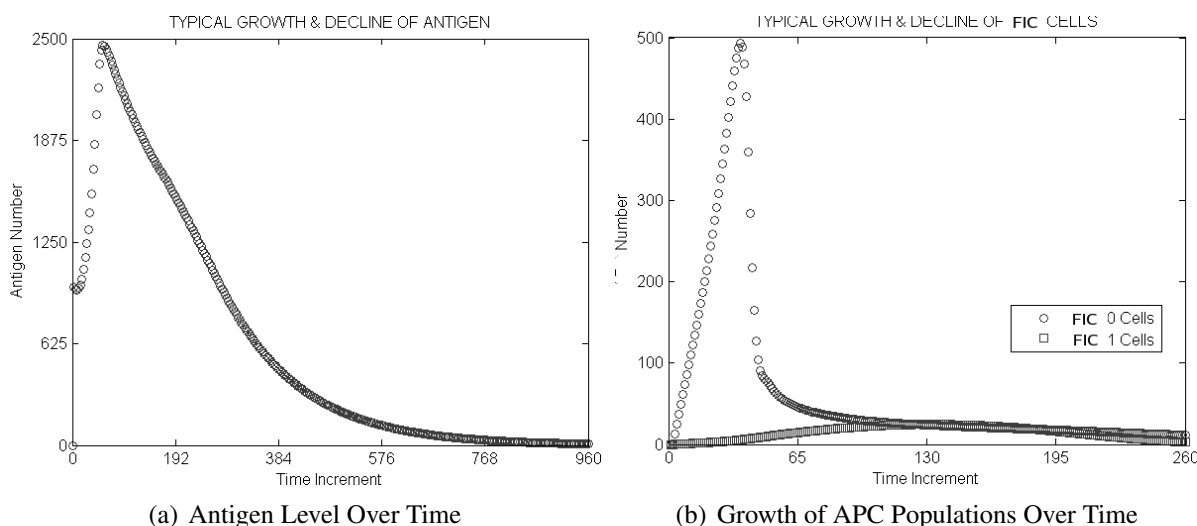 TYPICAL GROWTH & DECLINE OF ANTIGEN
2500
1875
1250
625
0
Antigen Number
0 192 384 576 768 960
Time Increment
(a) Antigen Level Over Time
TYPICAL GROWTH & DECLINE OF FIC CELLS
500
400
300
200
100
0
Number
FIC 0 Cells
FIC 1 Cells
0 65 130 195 260
Time Increment
(b) Growth of APC Populations Over Time